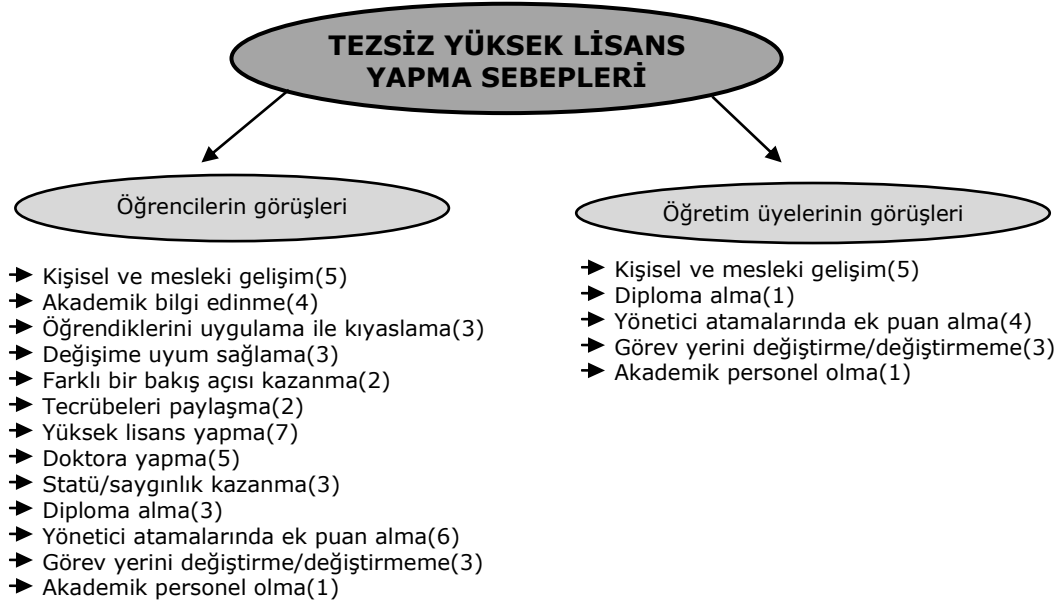 TEZSİZ YÜKSEK LİSANS
YAPMA SEBEPLERİ
Öğrencilerin görüşleri
Kişisel ve mesleki gelişim(5)
Akademik bilgi edinme(4)
Öğrendiklerini uygulama ile kıyaslama(3)
Değişime uyum sağlama(3)
Farklı bir bakış açısı kazanma(2)
Tecrübeleri paylaşma(2)
Yüksek lisans yapma(7)
Doktora yapma(5)
Statü/saygınlık kazanma(3)
Diploma alma(3)
Yönetici atamalarında ek puan alma(6)
Görev yerini değiştirme/değiştirmeme(3)
Akademik personel olma(1)
Öğretim üyelerinin görüşleri
Kişisel ve mesleki gelişim(5)
Diploma alma(1)
Yönetici atamalarında ek puan alma(4)
Görev yerini değiştirme/değiştirmeme(3)
Akademik personel olma(1)